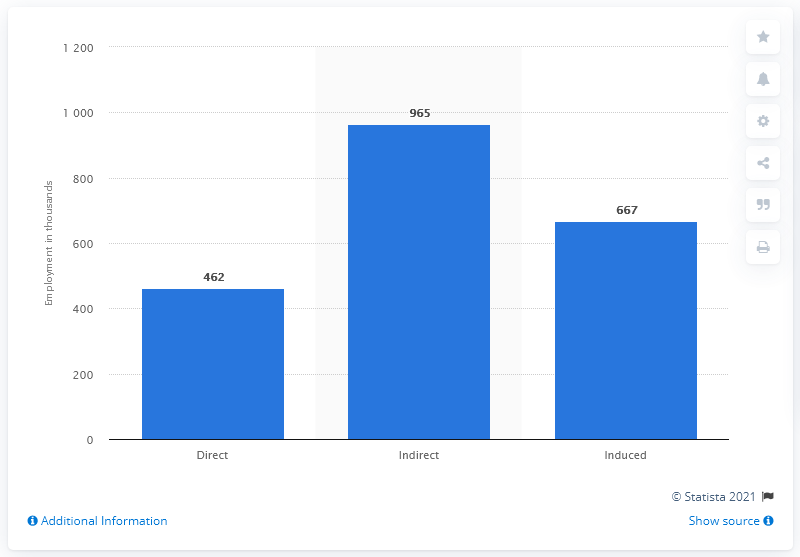 1 200
1 000
800
600
400
200
0
Employment in thousands
462
965
667
Direct
Indirect
Induced
© Statista 2021
Additional Information
Show source